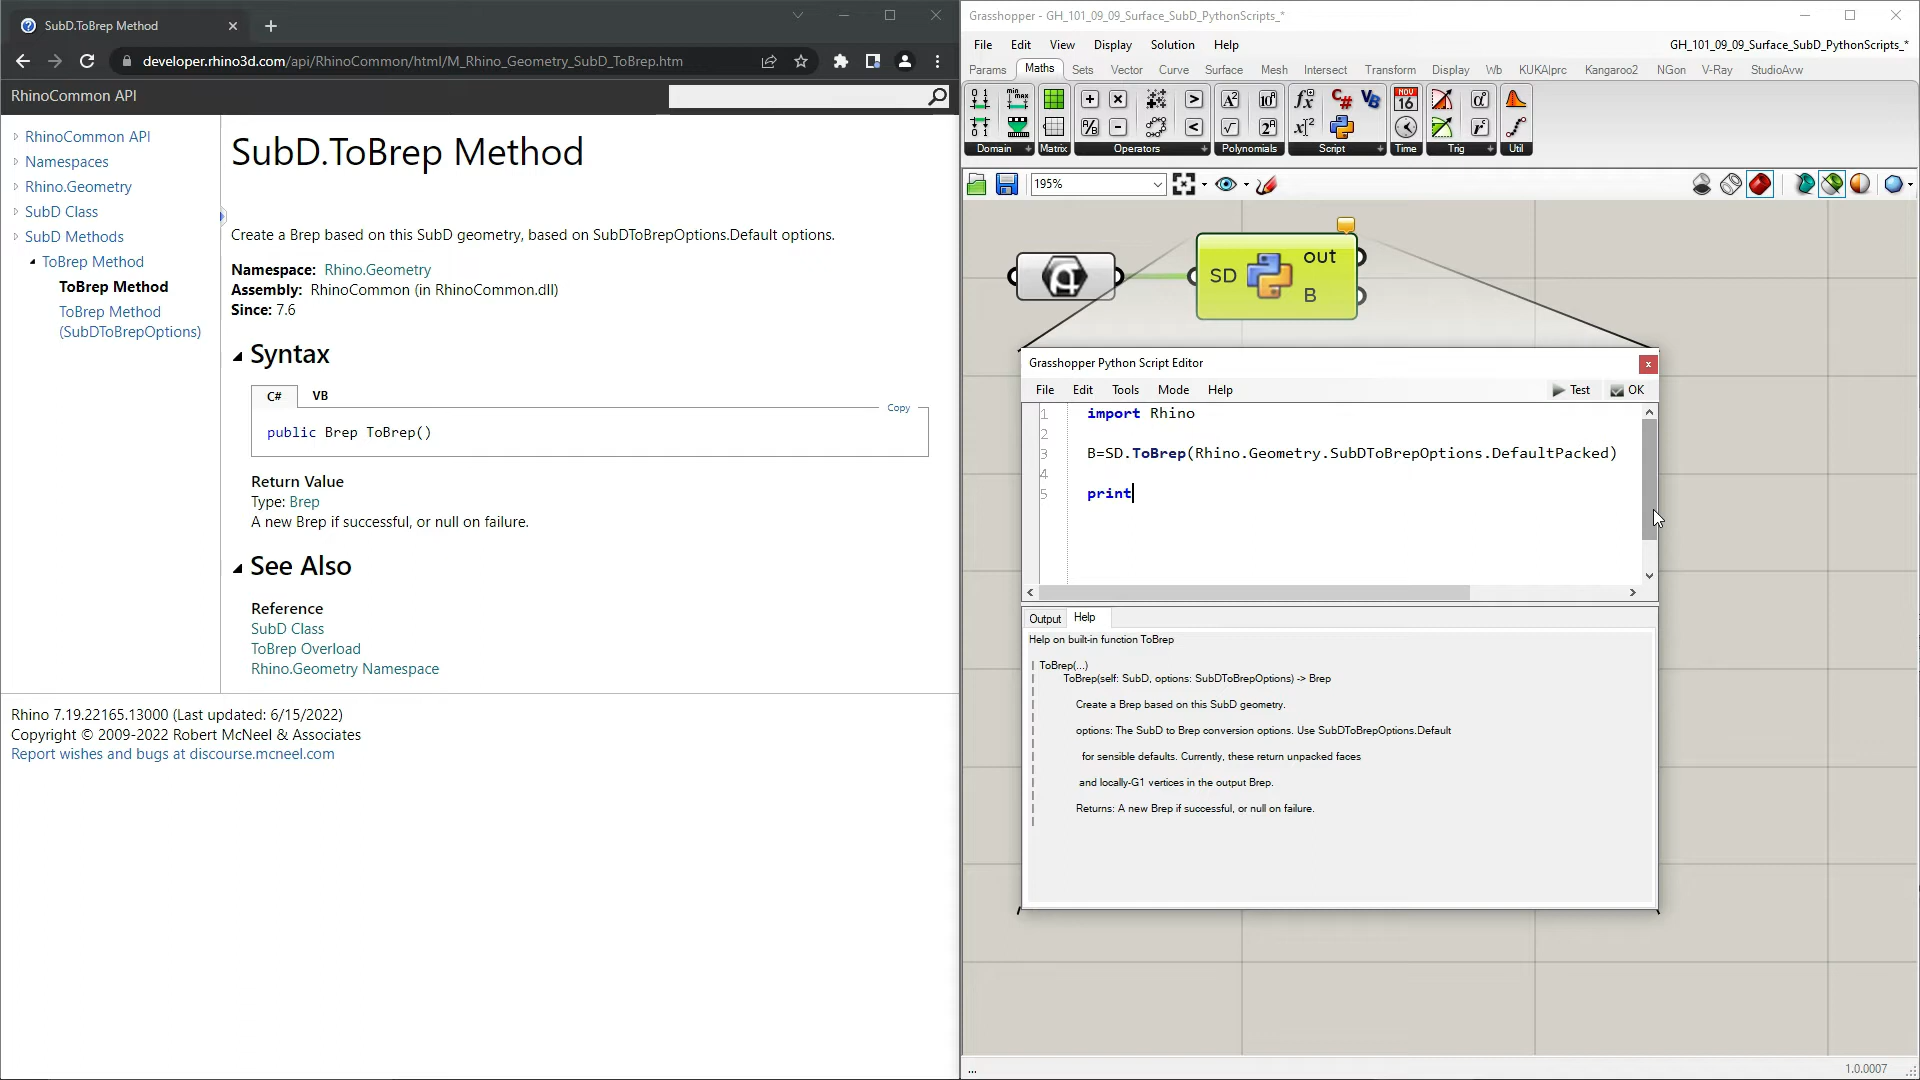 SubD.ToBrep Method
developer.rhino3d.com/api/RhinoCommon/html/M_Rhino_Geometry_SubD_ToBrep.htm
RhinoCommon API
RhinoCommon API
Namespaces
Rhino.Geometry
SubD Class
SubD Methods
ToBrep Method
ToBrep Method
ToBrep Method
(SubDToBrepOptions)
SubD.ToBrep Method
Create a Brep based on this SubD geometry, based on SubDToBrepOptions.Default options.
Namespace: Rhino.Geometry
Assembly: RhinoCommon (in RhinoCommon.dll)
Since: 7.6
Syntax
C# VB
Copy
public Brep ToBrep()
Return Value
Type: Brep
A new Brep if successful, or null on failure.
See Also
Reference
SubD Class
ToBrep Overload
Rhino.Geometry Namespace
Rhino 7.19.22165.13000 (Last updated: 6/15/2022)
Copyright © 2009-2022 Robert McNeel & Associates
Report wishes and bugs at discourse.mcneel.com
Grasshopper - GH_101_09_09_Surface_SubD_PythonScripts_*
File Edit View Display Solution Help
GH_101_09_09_Surface_SubD_PythonScripts_*
Params Maths Sets Vector Curve Surface Mesh Intersect Transform Display Wb KUKA|prc Kangaroo2 NGon V-Ray StudioAvw
Domain Matrix Operators Polynomials Script Time Trig Util
195%
SD
out
B
Grasshopper Python Script Editor
File Edit Tools Mode Help
Test OK
1 import Rhino
2
3 B=SD.ToBrep(Rhino.Geometry.SubDToBrepOptions.DefaultPacked)
4
5 print
Output Help
Help on built-in function ToBrep
| ToBrep(...)
| ToBrep(self: SubD, options: SubDToBrepOptions) -> Brep
| Create a Brep based on this SubD geometry.
| options: The SubD to Brep conversion options. Use SubDToBrepOptions.Default
| for sensible defaults. Currently, these return unpacked faces
| and locally-G1 vertices in the output Brep.
| Returns: A new Brep if successful, or null on failure.
...
1.0.0007